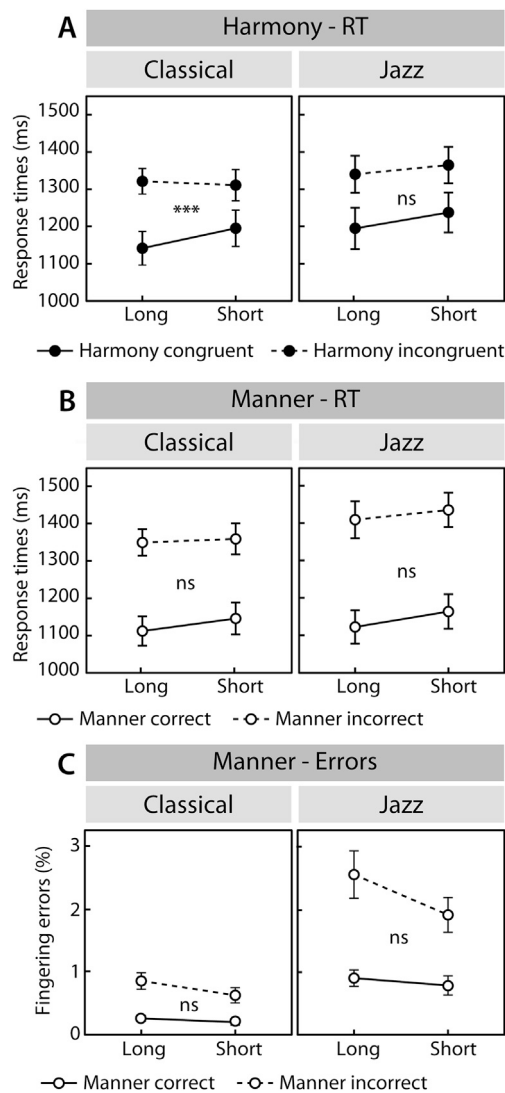 A Harmony - RT
Classical Jazz
Response times (ms)
1500
1400
1300
1200
1100
1000
*** ns
Long Short Long Short
Harmony congruent Harmony incongruent
B Manner - RT
Classical Jazz
Response times (ms)
1500
1400
1300
1200
1100
1000
ns ns
Long Short Long Short
Manner correct Manner incorrect
C Manner - Errors
Classical Jazz
Fingering errors (%)
3
2
1
0
ns ns
Long Short Long Short
Manner correct Manner incorrect